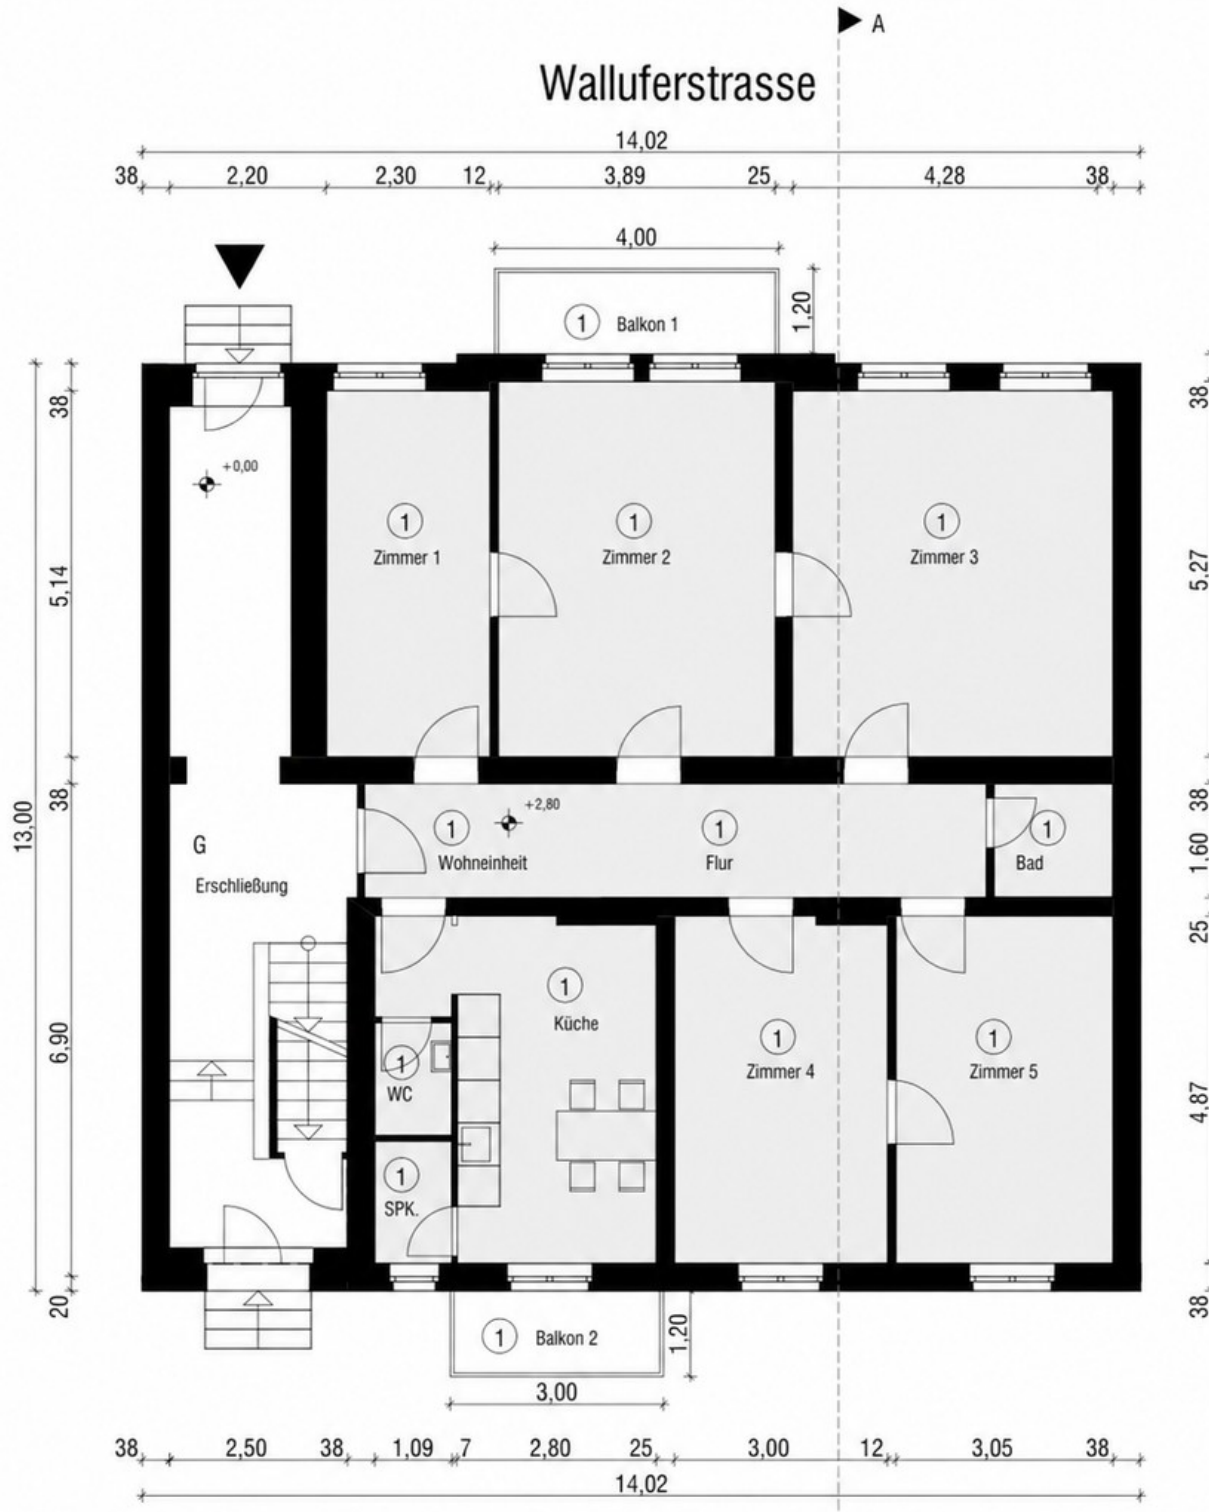 A
Walluferstrasse
14,02
38 2,20 2,30 12 3,89 25 4,28 38
4,00
1,20
1 Balkon 1
38
38
+0,00
1 1 1
Zimmer 1 Zimmer 2 Zimmer 3
5,14
5,27
38
38
13,00
+2,80
G
1 1 1
Wohneinheit Flur Bad
1,60
Erschließung
25
1
Küche
6,90
1 1
Zimmer 4 Zimmer 5
1
WC
4,87
1
SPK.
20
38
1 Balkon 2
1,20
3,00
38 2,50 38 1,09 7 2,80 25 3,00 12 3,05 38
14,02